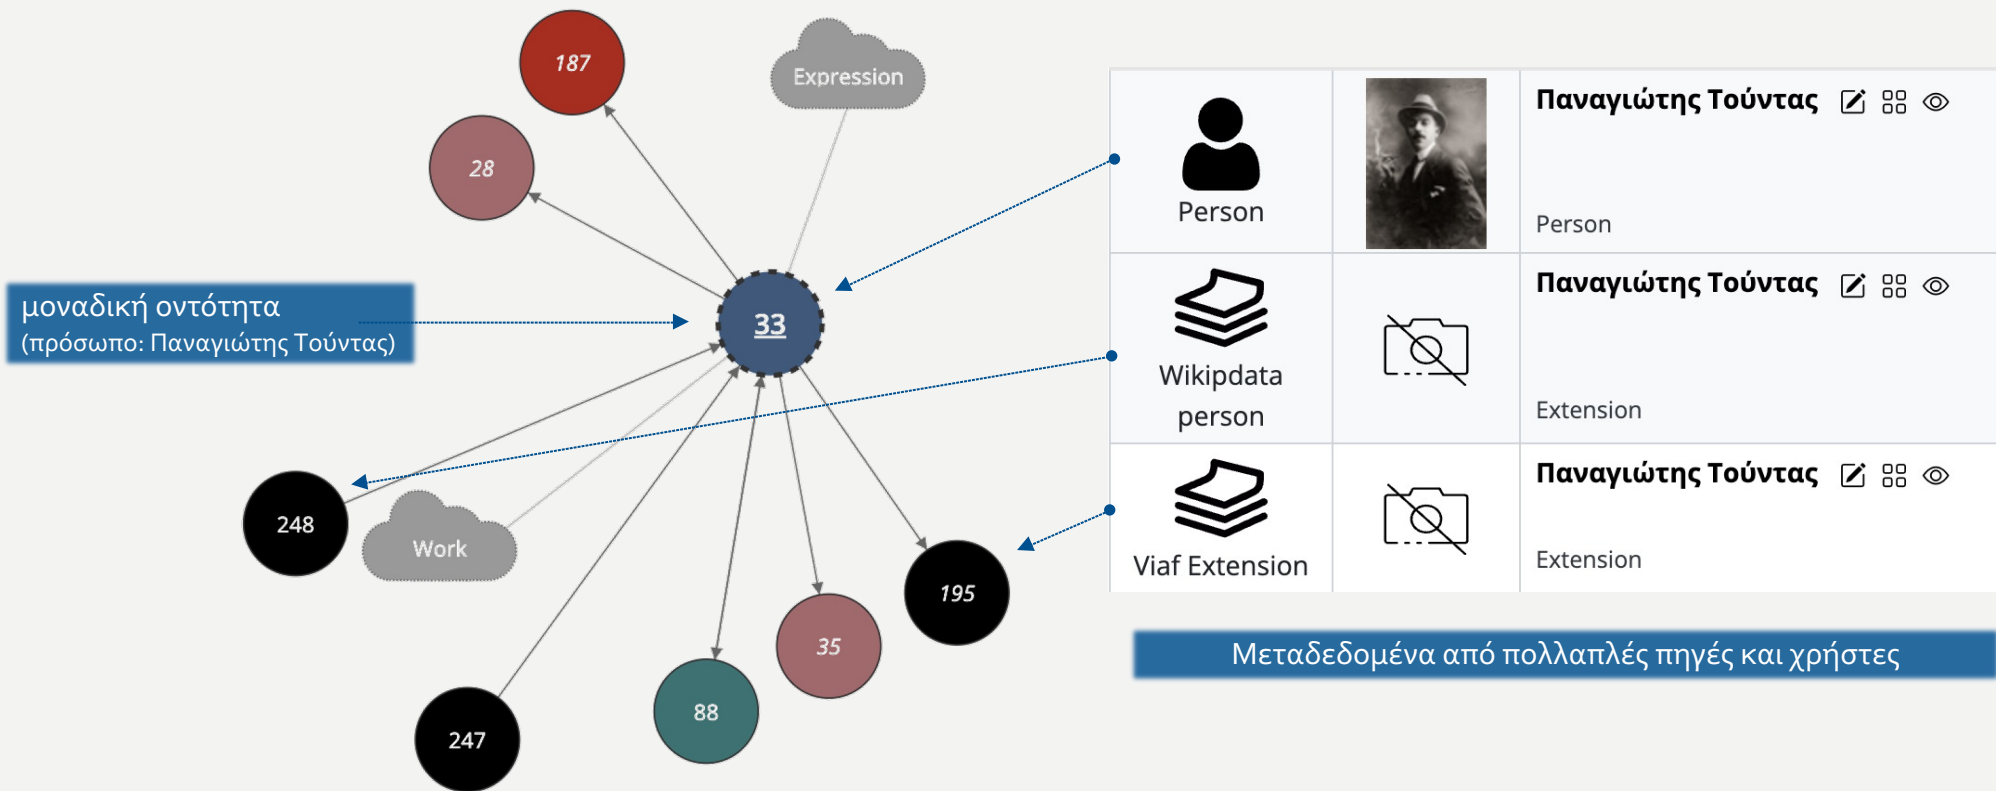 187
Expression
28
μοναδική οντότητα
(πρόσωπο: Παναγιώτης Τούντας)
33
248
Work
195
35
88
247
Παναγιώτης Τούντας
Person
Person
Παναγιώτης Τούντας
Wikipdata
person
Extension
Παναγιώτης Τούντας
Viaf Extension
Extension
Μεταδεδομένα από πολλαπλές πηγές και χρήστες